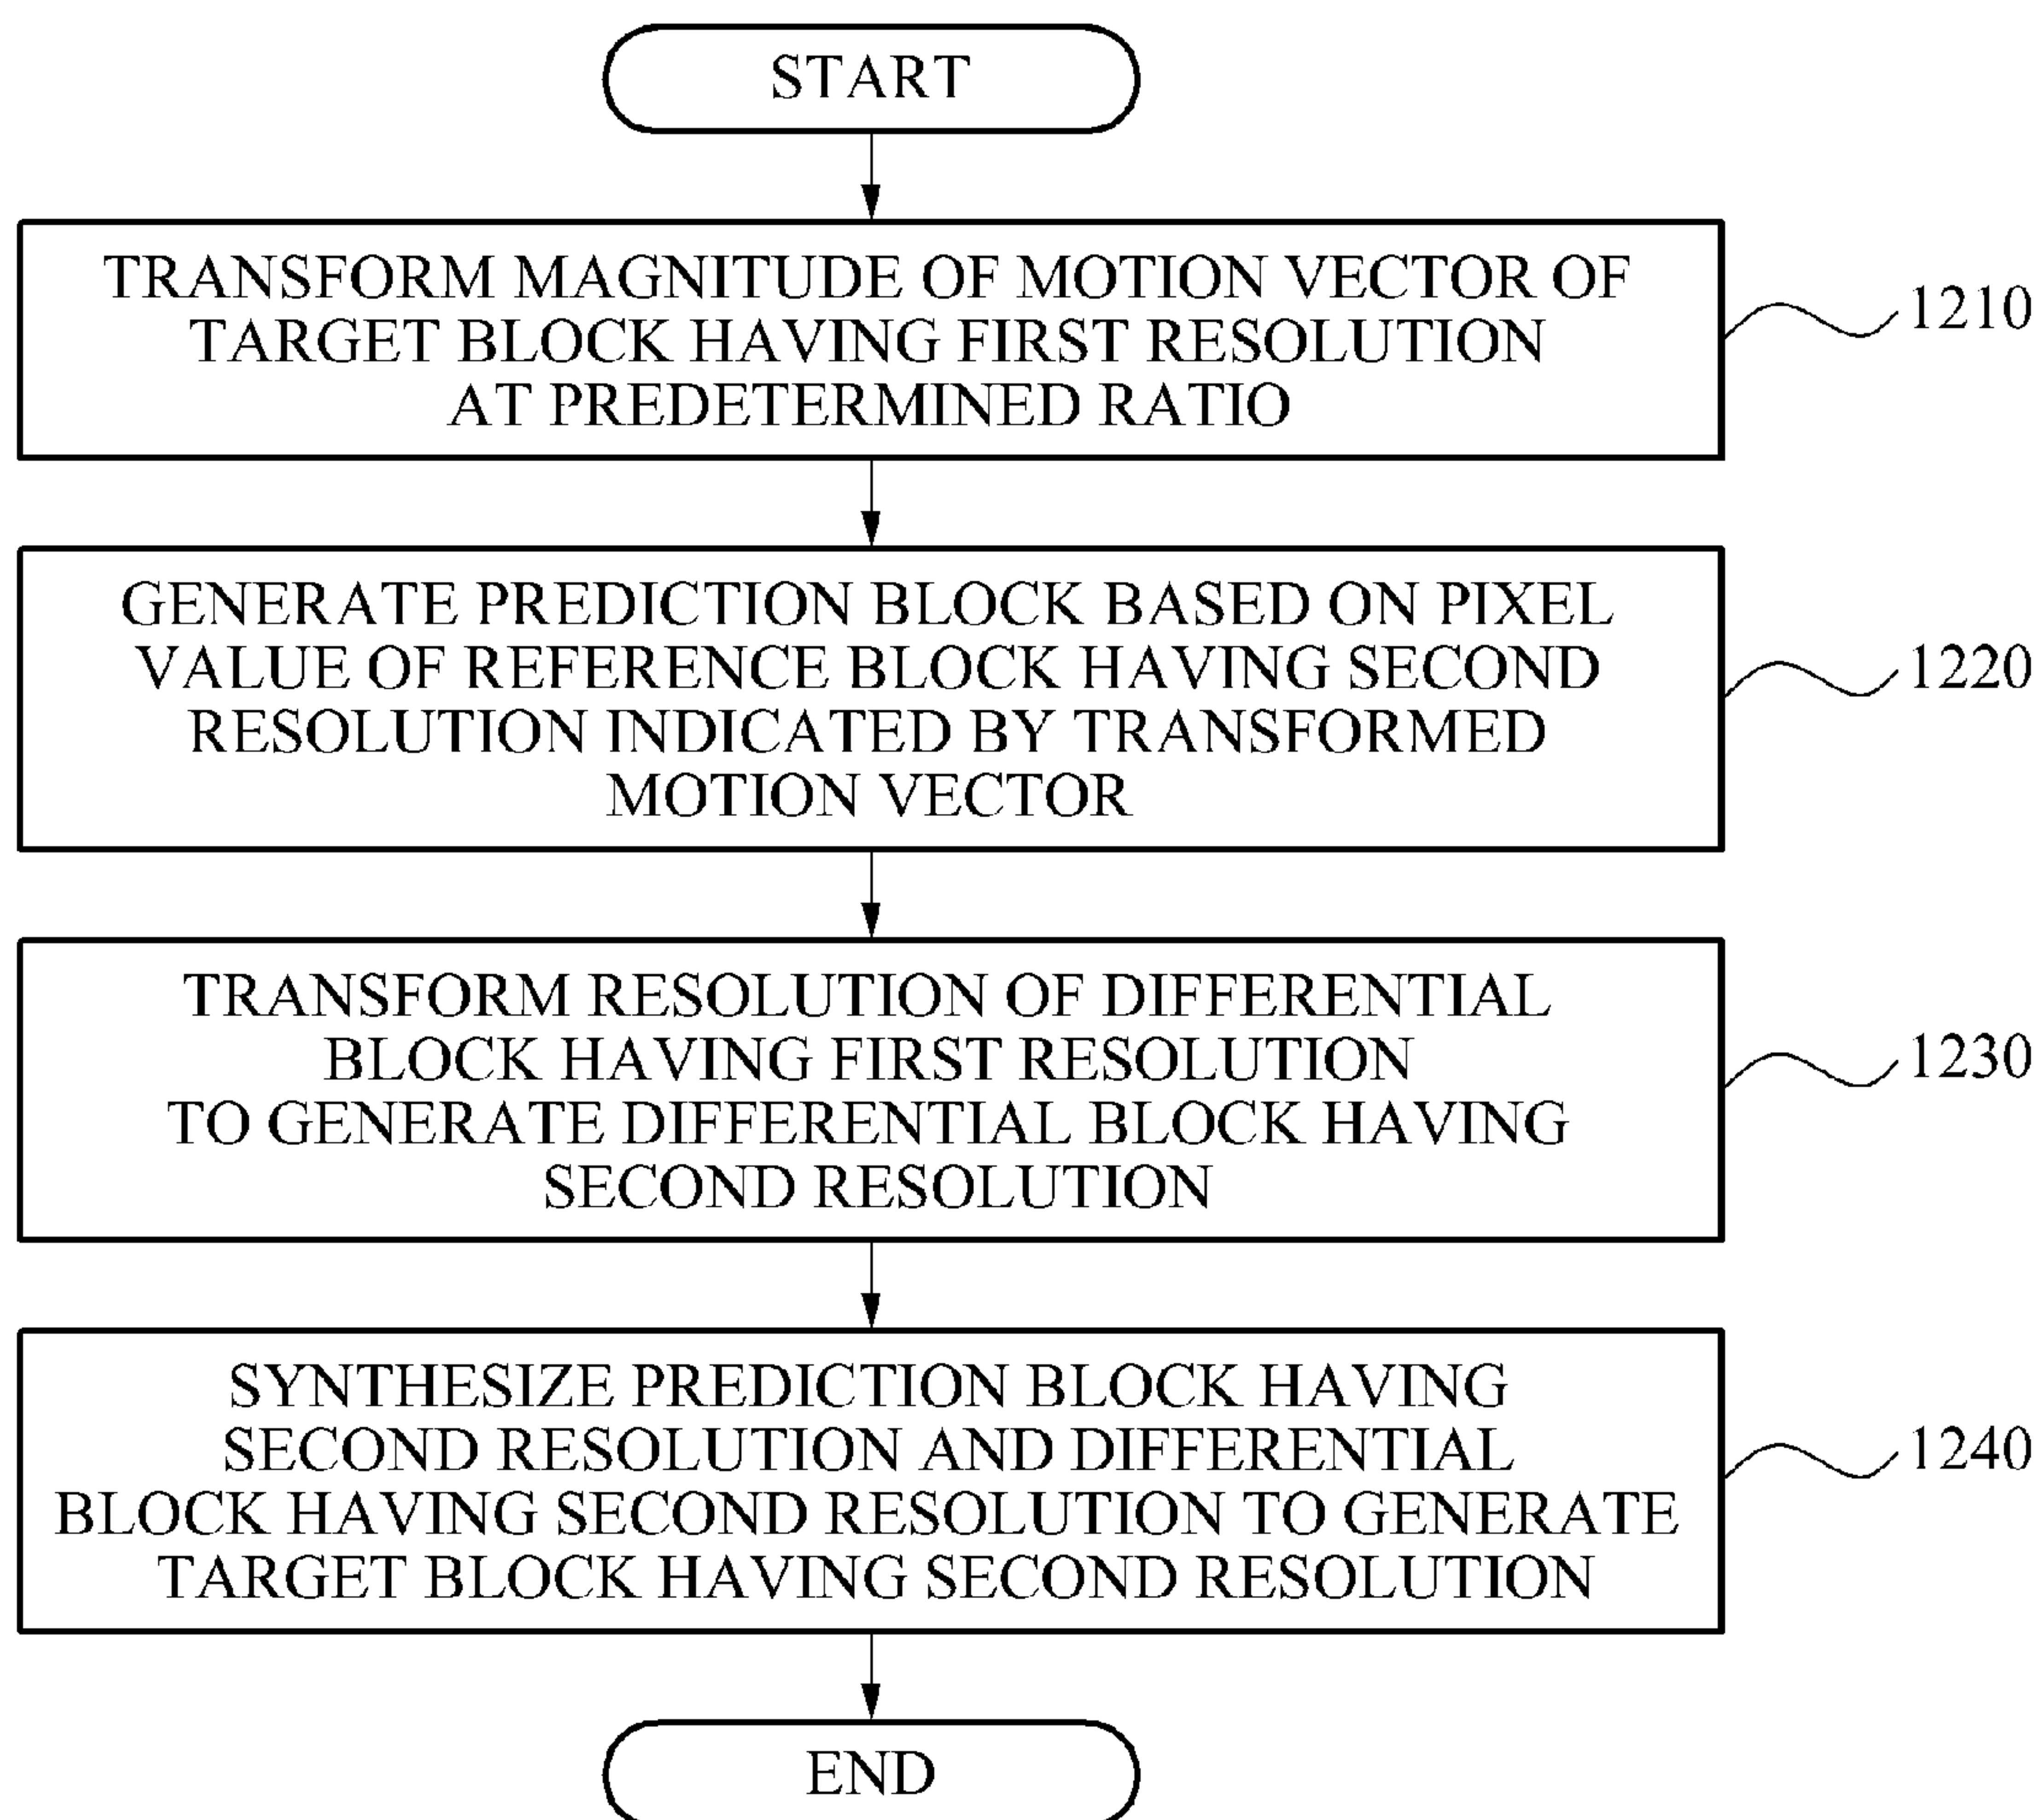 START
TRANSFORM MAGNITUDE OF MOTION VECTOR OF
TARGET BLOCK HAVING FIRST RESOLUTION
AT PREDETERMINED RATIO
1210
GENERATE PREDICTION BLOCK BASED ON PIXEL
VALUE OF REFERENCE BLOCK HAVING SECOND
RESOLUTION INDICATED BY TRANSFORMED
MOTION VECTOR
1220
TRANSFORM RESOLUTION OF DIFFERENTIAL
BLOCK HAVING FIRST RESOLUTION
TO GENERATE DIFFERENTIAL BLOCK HAVING
SECOND RESOLUTION
1230
SYNTHESIZE PREDICTION BLOCK HAVING
SECOND RESOLUTION AND DIFFERENTIAL
BLOCK HAVING SECOND RESOLUTION TO GENERATE
TARGET BLOCK HAVING SECOND RESOLUTION
1240
END